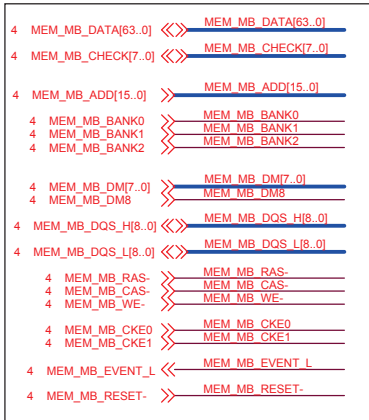 4 MEM_MB_DATA[63..0] MEM_MB_DATA[63..0]
4 MEM_MB_CHECK[7..0] MEM_MB_CHECK[7..0]
4 MEM_MB_ADD[15..0] MEM_MB_ADD[15..0]
4 MEM_MB_BANK0 MEM_MB_BANK0
4 MEM_MB_BANK1 MEM_MB_BANK1
4 MEM_MB_BANK2 MEM_MB_BANK2
4 MEM_MB_DM[7..0] MEM_MB_DM[7..0]
4 MEM_MB_DM8 MEM_MB_DM8
4 MEM_MB_DQS_H[8..0] MEM_MB_DQS_H[8..0]
4 MEM_MB_DQS_L[8..0] MEM_MB_DQS_L[8..0]
4 MEM_MB_RAS- MEM_MB_RAS-
4 MEM_MB_CAS- MEM_MB_CAS-
4 MEM_MB_WE- MEM_MB_WE-
4 MEM_MB_CKE0 MEM_MB_CKE0
4 MEM_MB_CKE1 MEM_MB_CKE1
4 MEM_MB_EVENT_L MEM_MB_EVENT_L
4 MEM_MB_RESET- MEM_MB_RESET-